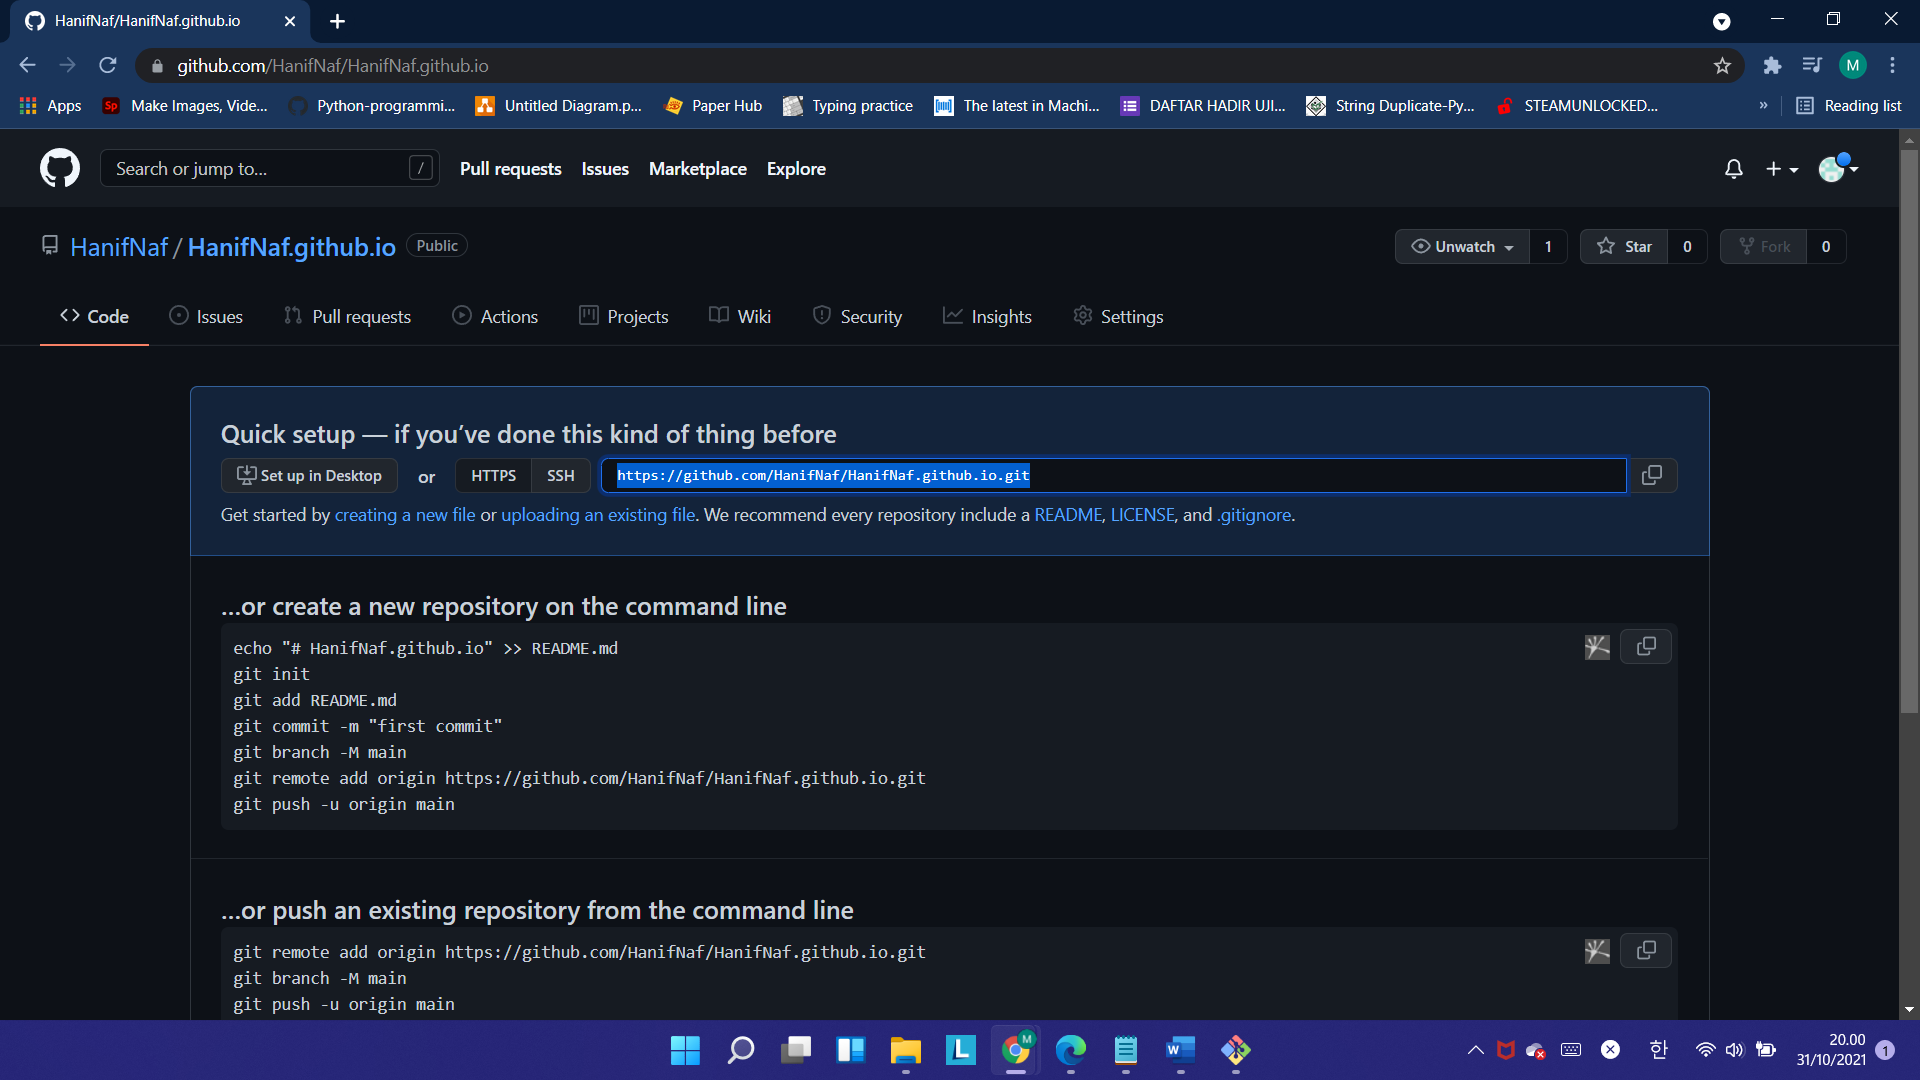 HanifNaf/HanifNaf.github.io
github.com/HanifNaf/HanifNaf.github.io
M
Apps
Sp Make Images, Vide...
Python-programmi...
Untitled Diagram.p...
Paper Hub
Typing practice
The latest in Machi...
DAFTAR HADIR UJI...
String Duplicate-Py...
STEAMUNLOCKED...
»
Reading list
Search or jump to... /
Pull requests Issues Marketplace Explore
HanifNaf / HanifNaf.github.io Public
Unwatch 1 Star 0 Fork 0
Code Issues Pull requests Actions Projects Wiki Security Insights Settings
Quick setup — if you’ve done this kind of thing before
Set up in Desktop or HTTPS SSH https://github.com/HanifNaf/HanifNaf.github.io.git
Get started by creating a new file or uploading an existing file. We recommend every repository include a README, LICENSE, and .gitignore.
...or create a new repository on the command line
echo "# HanifNaf.github.io" >> README.md
git init
git add README.md
git commit -m "first commit"
git branch -M main
git remote add origin https://github.com/HanifNaf/HanifNaf.github.io.git
git push -u origin main
...or push an existing repository from the command line
git remote add origin https://github.com/HanifNaf/HanifNaf.github.io.git
git branch -M main
git push -u origin main
L
M
W
한
20.00
31/10/2021
1